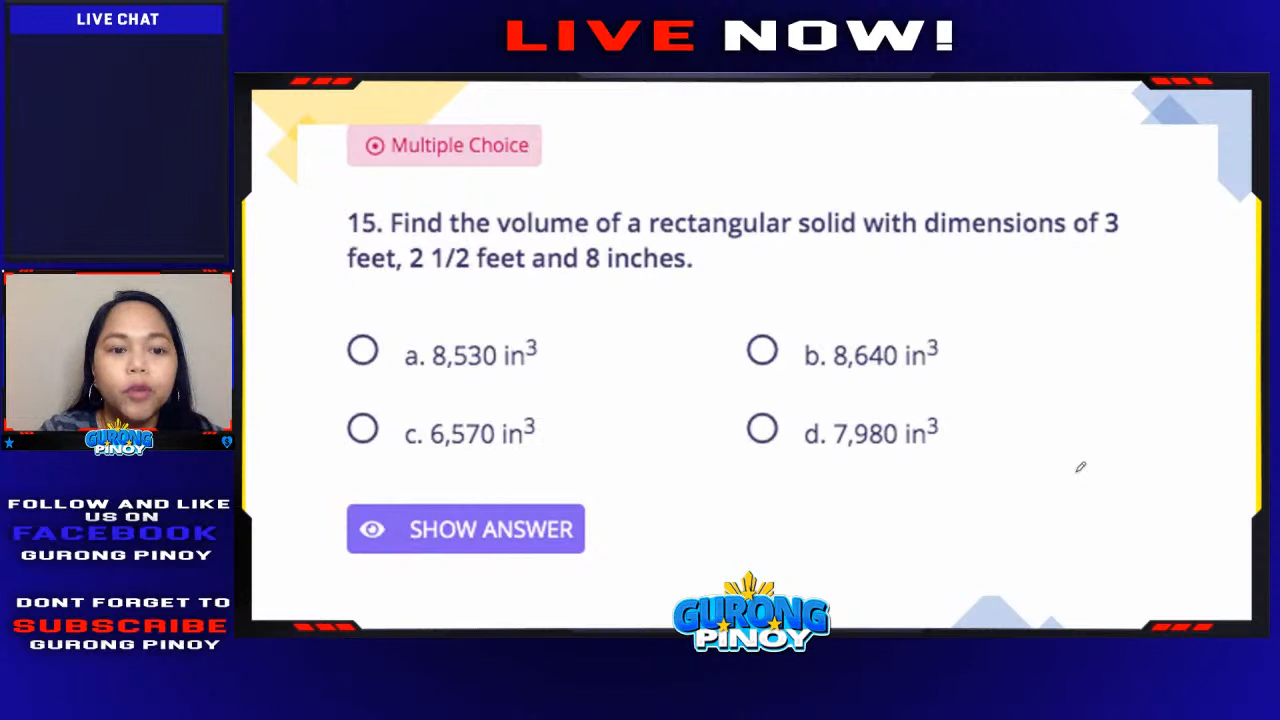 LIVE CHAT
LIVE NOW!
Multiple Choice
15. Find the volume of a rectangular solid with dimensions of 3
feet, 2 1/2 feet and 8 inches.
a. 8,530 in³
b. 8,640 in³
c. 6,570 in³
d. 7,980 in³
SHOW ANSWER
GURONG
PINOY
FOLLOW AND LIKE
US ON
FACEBOOK
GURONG PINOY
DONT FORGET TO
SUBSCRIBE
GURONG PINOY
GURONG
PINOY